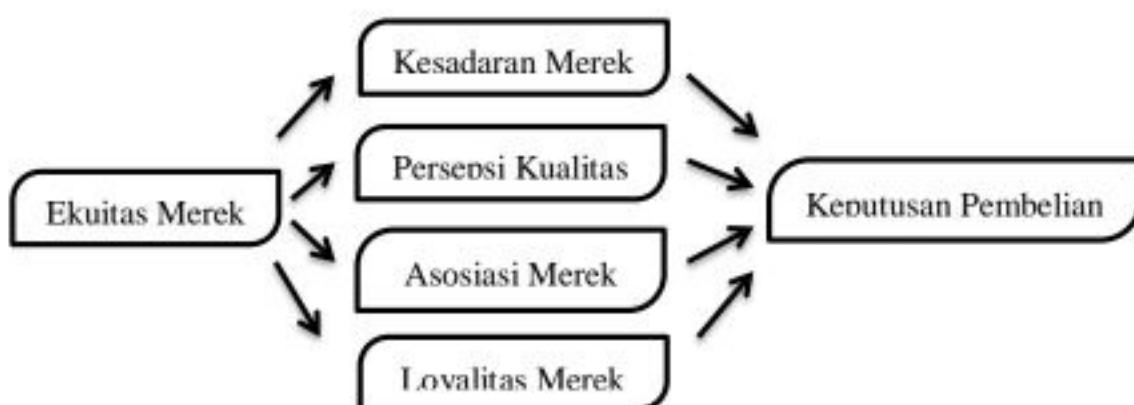 Kesadaran Merek
Persepsi Kualitas
Ekuitas Merek
Keputusan Pembelian
Asosiasi Merek
Loyalitas Merek